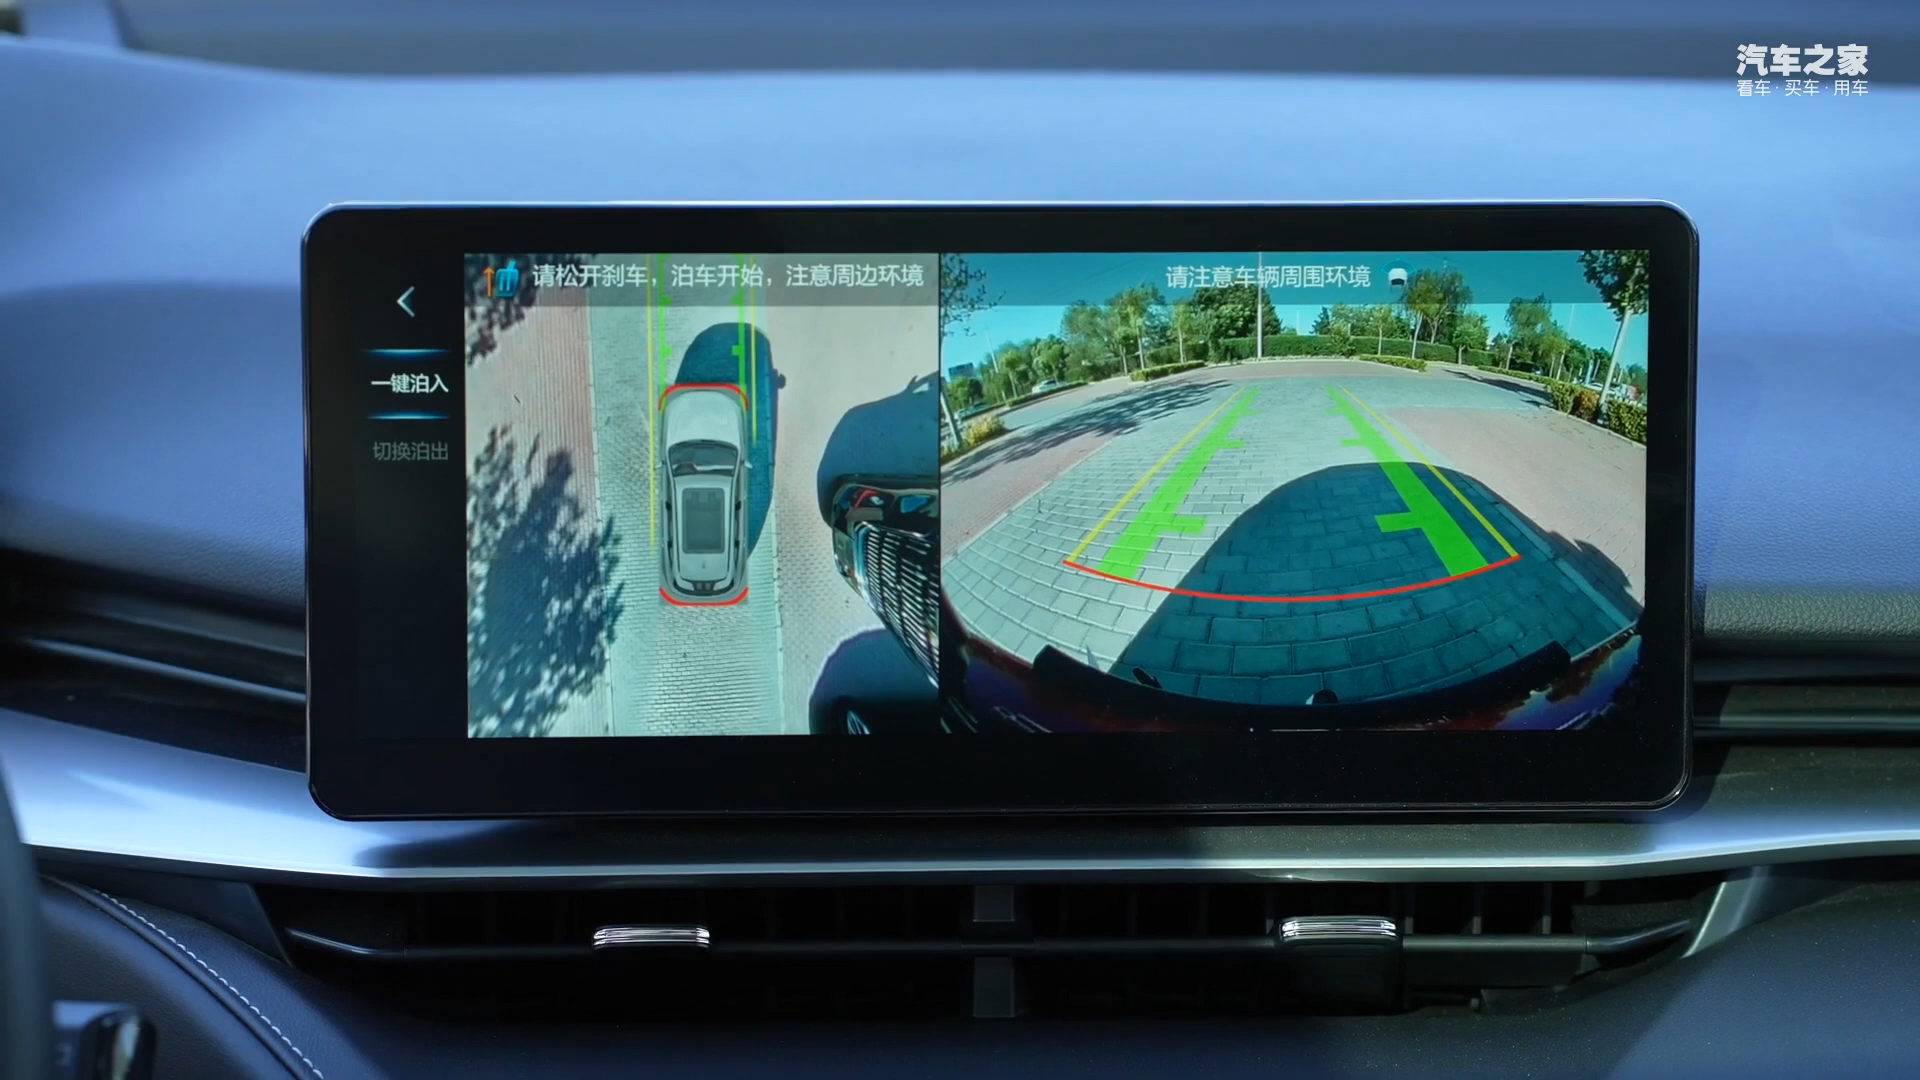 汽车之家
看车·买车·用车
请松开刹车，泊车开始，注意周边环境
请注意车辆周围环境
一键泊入
切换泊出